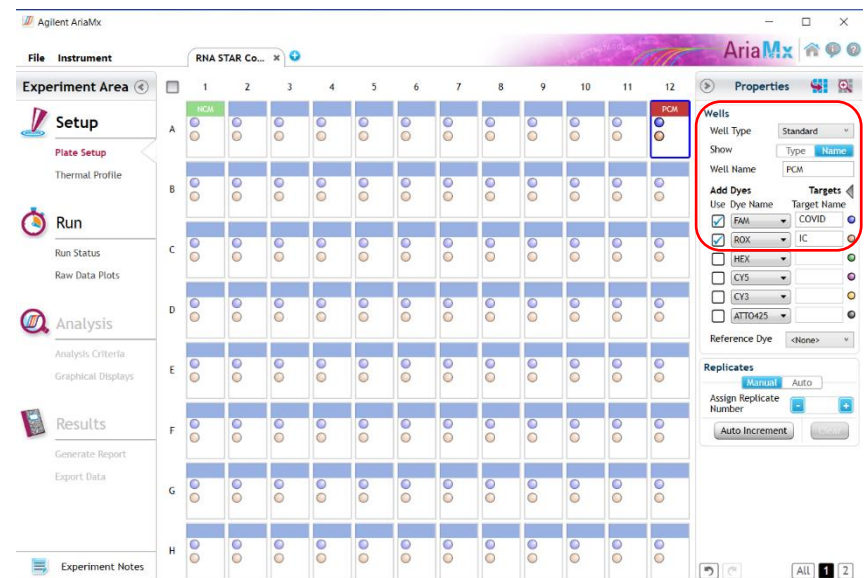 Agilent AriaMx
File Instrument
RNA STAR Co...
AriaMx
Experiment Area
Setup
Plate Setup
Thermal Profile
Run
Run Status
Raw Data Plots
Analysis
Analysis Criteria
Graphical Displays
Results
Generate Report
Export Data
Experiment Notes
1 2 3 4 5 6 7 8 9 10 11 12
NCM PCM
A
B
C
D
E
F
G
H
Properties
Wells
Well Type Standard
Show Type Name
Well Name PCM
Add Dyes Targets
Use Dye Name Target Name
FAM COVID
ROX IC
HEX
CY5
CY3
ATTO425
Reference Dye <None>
Replicates
Manual Auto
Assign Replicate
Number - +
Auto Increment
All 1 2